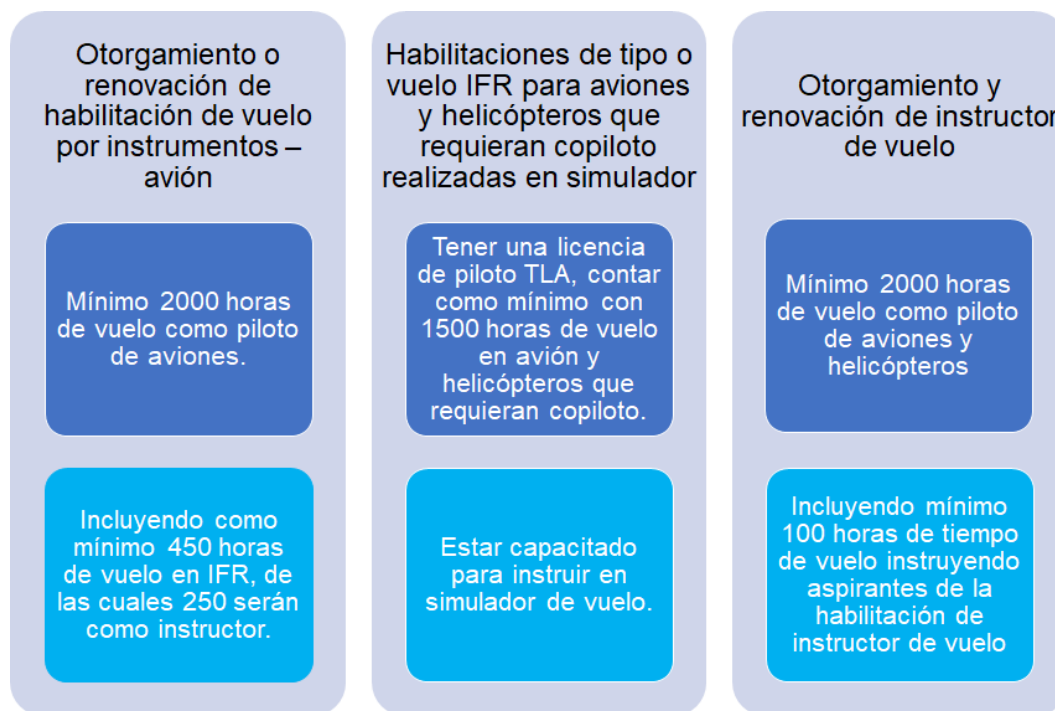 Otorgamiento o
renovación de
habilitación de vuelo
por instrumentos –
avión
Mínimo 2000 horas
de vuelo como piloto
de aviones.
Incluyendo como
mínimo 450 horas
de vuelo en IFR, de
las cuales 250 serán
como instructor.
Habilitaciones de tipo o
vuelo IFR para aviones
y helicópteros que
requieran copiloto
realizadas en simulador
Tener una licencia
de piloto TLA, contar
como mínimo con
1500 horas de vuelo
en avión y
helicópteros que
requieran copiloto.
Estar capacitado
para instruir en
simulador de vuelo.
Otorgamiento y
renovación de instructor
de vuelo
Mínimo 2000 horas
de vuelo como piloto
de aviones y
helicópteros
Incluyendo mínimo
100 horas de tiempo
de vuelo instruyendo
aspirantes de la
habilitación de
instructor de vuelo